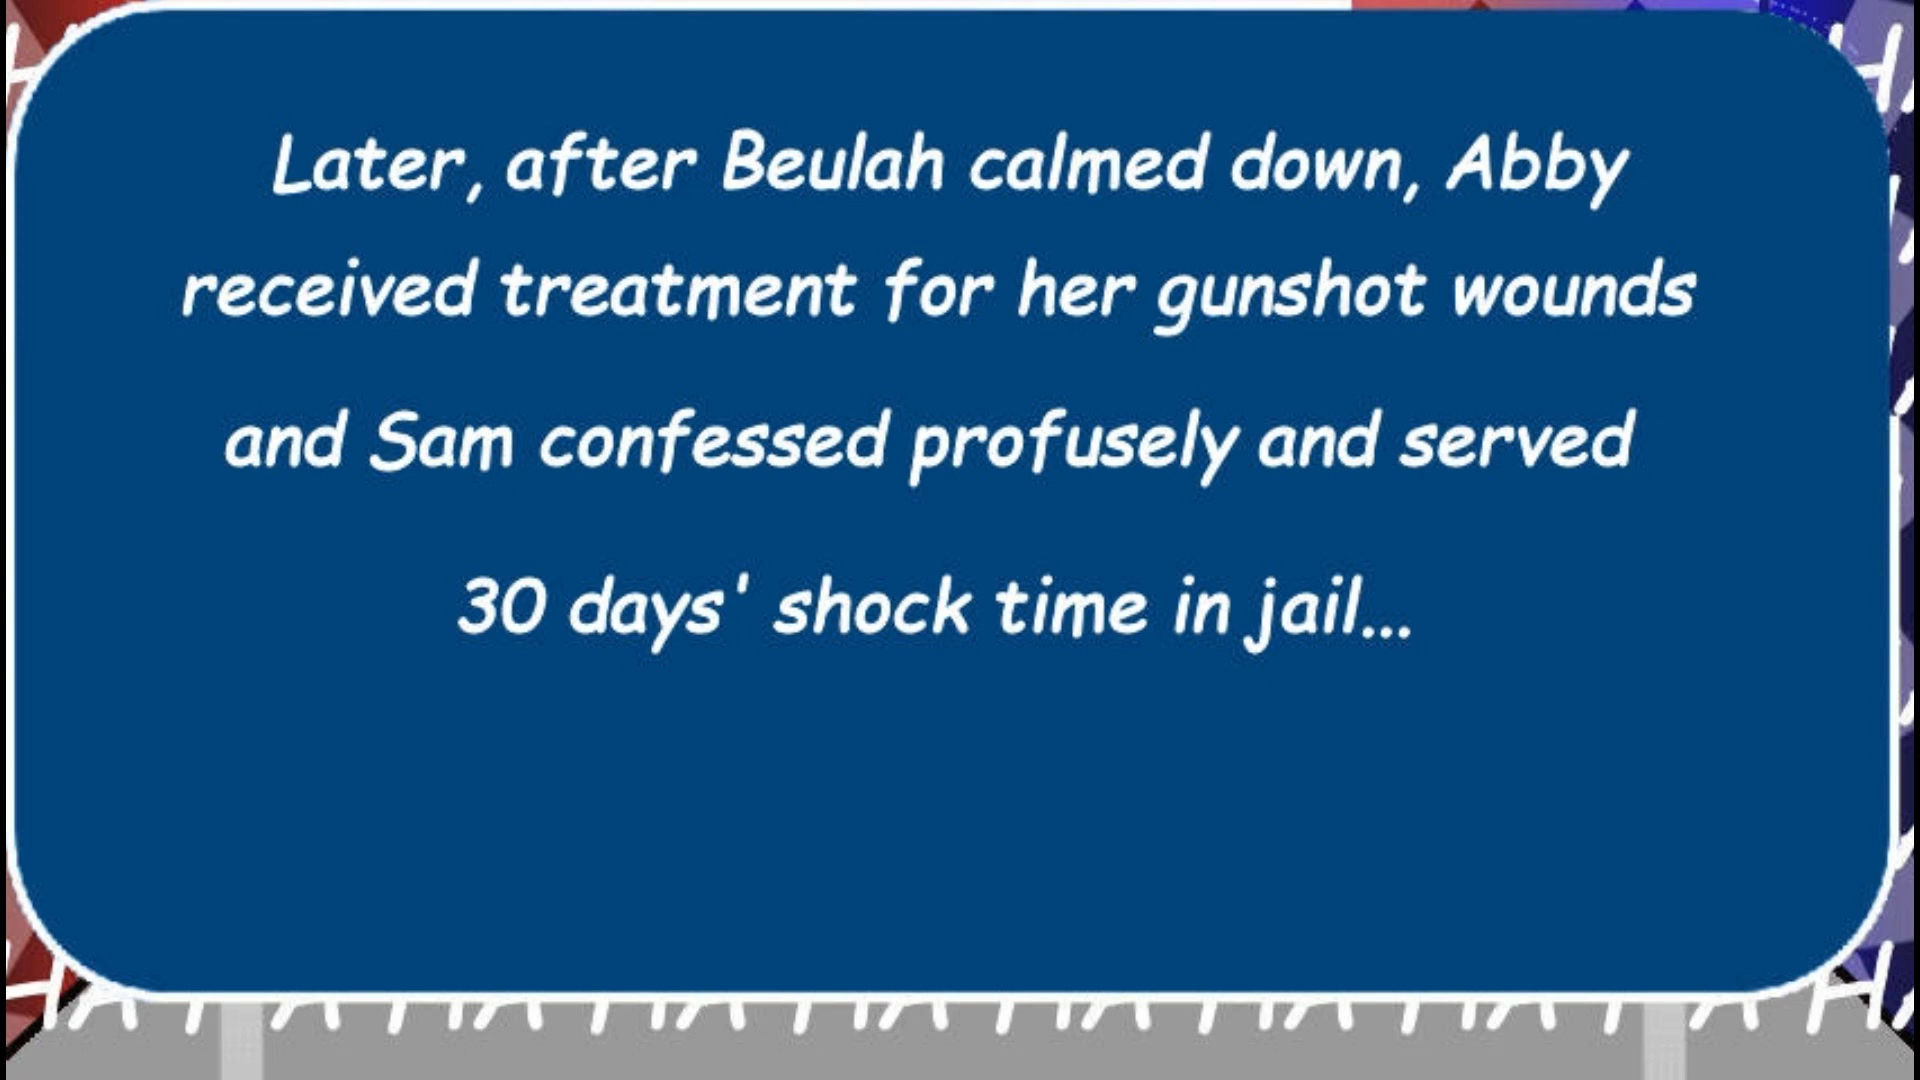 Later, after Beulah calmed down, Abby
received treatment for her gunshot wounds
and Sam confessed profusely and served
30 days' shock time in jail...